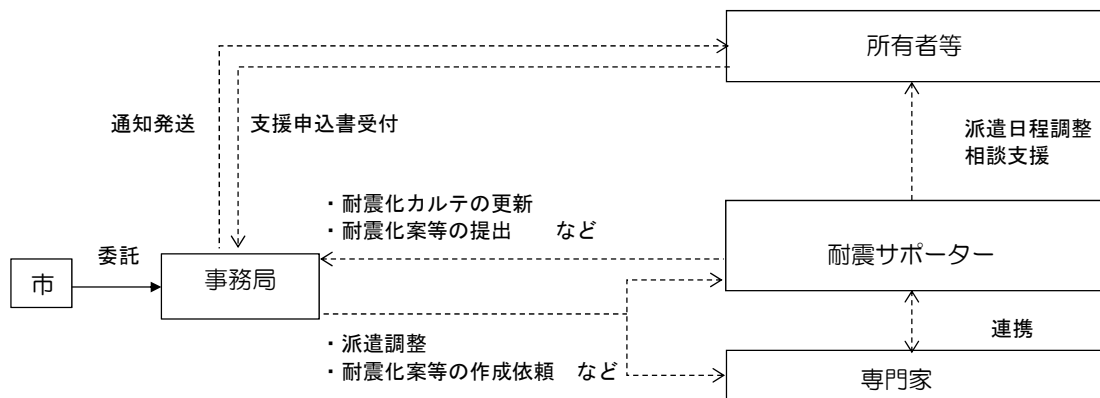 所有者等
通知発送
支援申込書受付
派遣日程調整
相談支援
・耐震化カルテの更新
・耐震化案等の提出　　など
委託
市
事務局
耐震サポーター
・派遣調整
・耐震化案等の作成依頼　など
連携
専門家